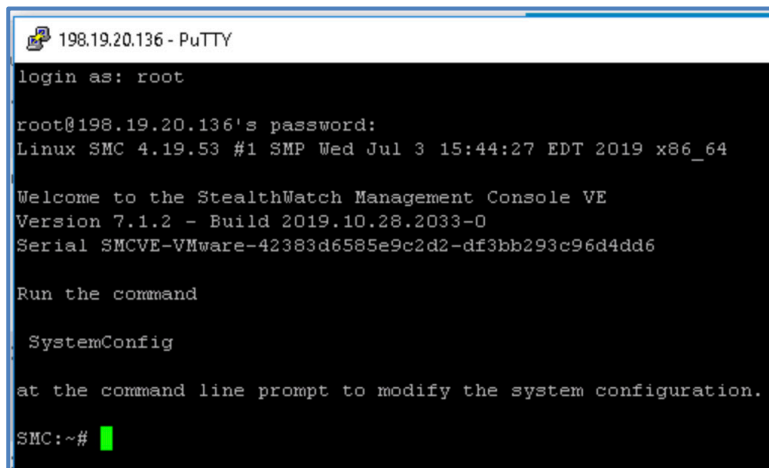 198.19.20.136 - PuTTY
login as: root
root@198.19.20.136's password:
Linux SMC 4.19.53 #1 SMP Wed Jul 3 15:44:27 EDT 2019 x86_64
Welcome to the StealthWatch Management Console VE
Version 7.1.2 - Build 2019.10.28.2033-0
Serial SMCVE-VMware-42383d6585e9c2d2-df3bb293c96d4dd6
Run the command
SystemConfig
at the command line prompt to modify the system configuration.
SMC:~#